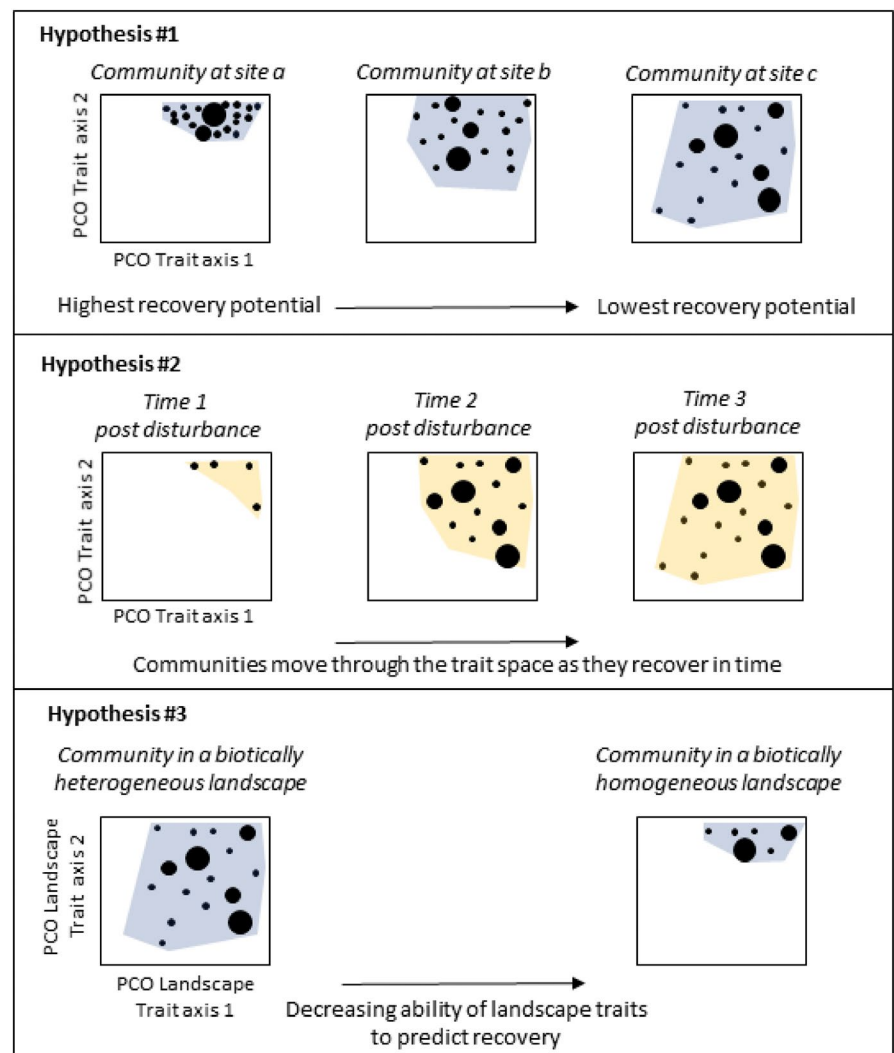 Hypothesis #1
Community at site a
Community at site b
Community at site c
PCO Trait axis 2
PCO Trait axis 1
Highest recovery potential
Lowest recovery potential
Hypothesis #2
Time 1
post disturbance
Time 2
post disturbance
Time 3
post disturbance
PCO Trait axis 2
PCO Trait axis 1
Communities move through the trait space as they recover in time
Hypothesis #3
Community in a biotically
heterogeneous landscape
Community in a biotically
homogeneous landscape
PCO Landscape
Trait axis 2
PCO Landscape
Trait axis 1
Decreasing ability of landscape traits
to predict recovery